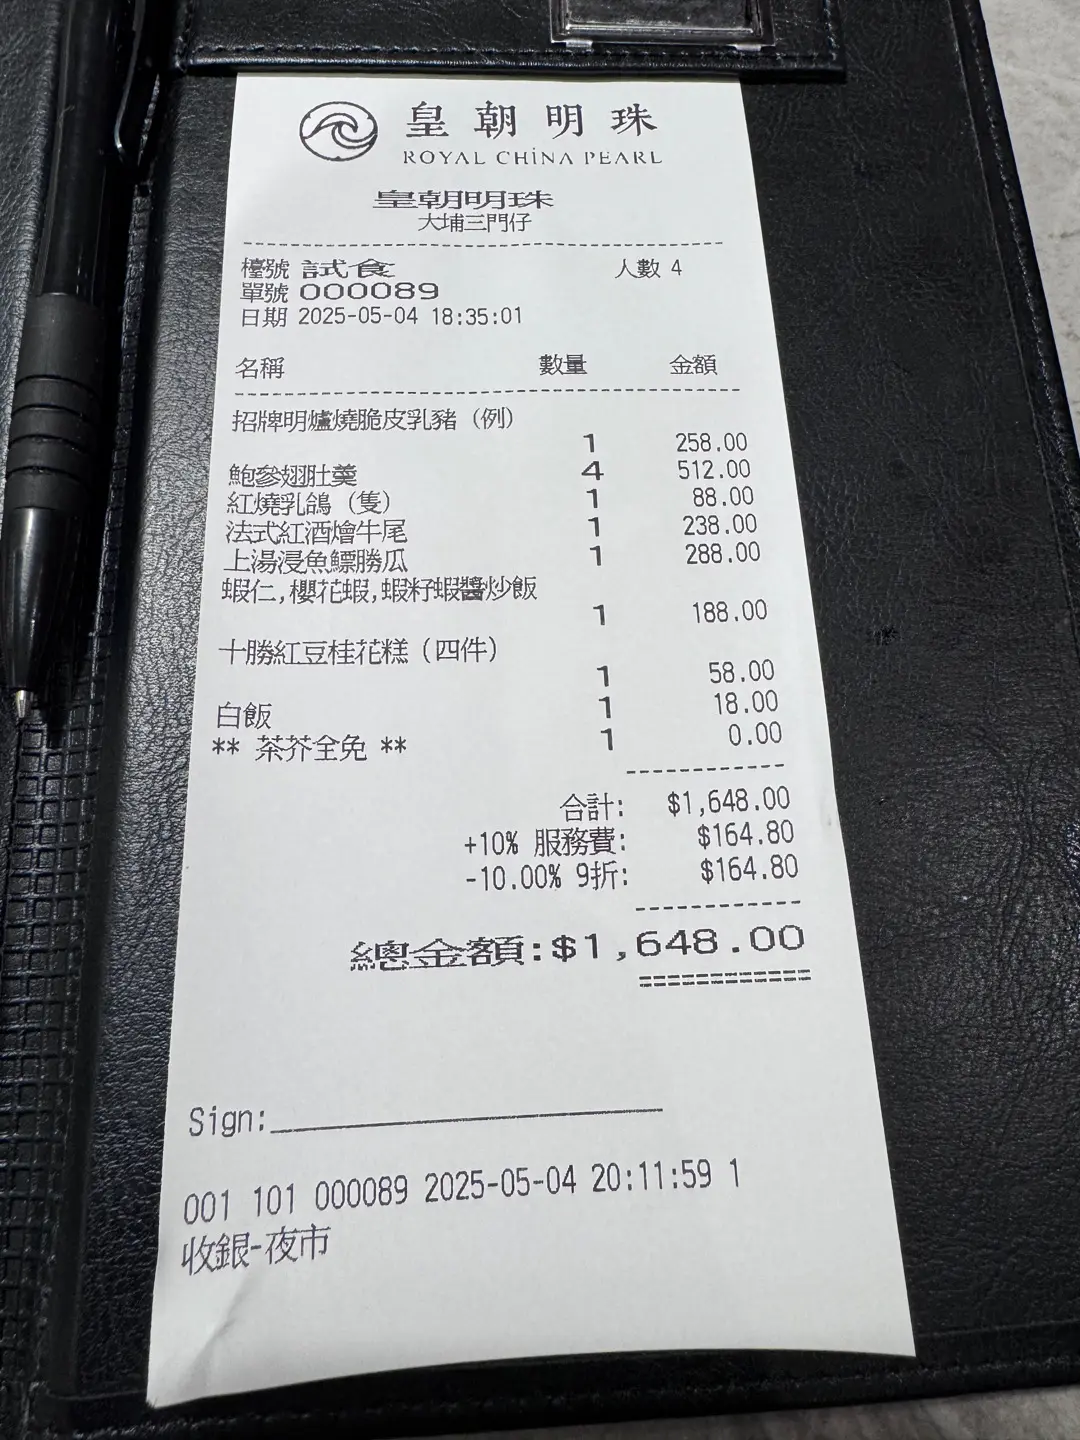 皇朝明珠
ROYAL CHINA PEARL
皇朝明珠
大埔三門仔
檯號 試食 人數 4
單號 000089
日期 2025-05-04 18:35:01
名稱 數量 金額
招牌明爐燒脆皮乳豬 (例)
1 258.00
鮑參翅肚羹 4 512.00
紅燒乳鴿 (隻) 1 88.00
法式紅酒燴牛尾 1 238.00
上湯浸魚鰾勝瓜 1 288.00
蝦仁,櫻花蝦,蝦籽蝦醬炒飯
1 188.00
十勝紅豆桂花糕 (四件)
1 58.00
白飯 1 18.00
** 茶芥全免 ** 1 0.00
合計: $1,648.00
+10% 服務費: $164.80
-10.00% 9折: $164.80
總金額:$1,648.00
Sign:
001 101 000089 2025-05-04 20:11:59 1
收銀-夜市